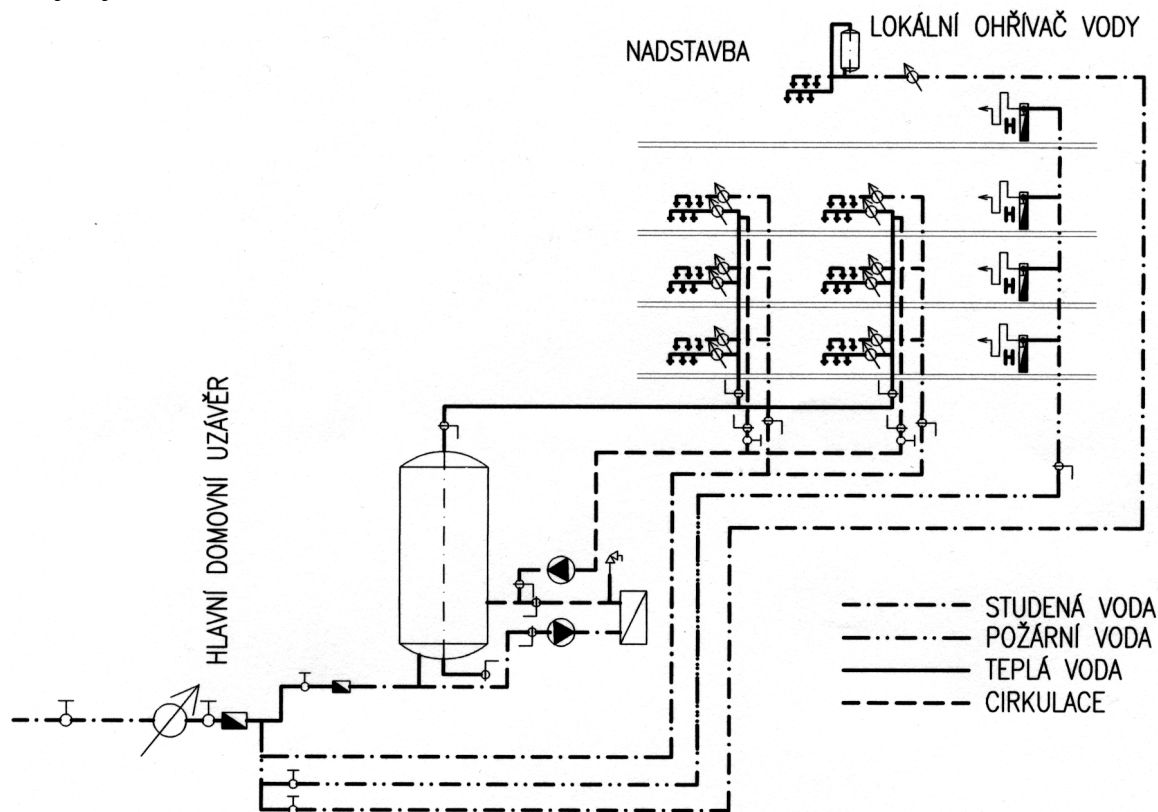 LOKÁLNÍ OHŘÍVAČ VODY
NADSTAVBA
H
H
H
H
HLAVNÍ DOMOVNÍ UZÁVĚR
STUDENÁ VODA
POŽÁRNÍ VODA
TEPLÁ VODA
CIRKULACE